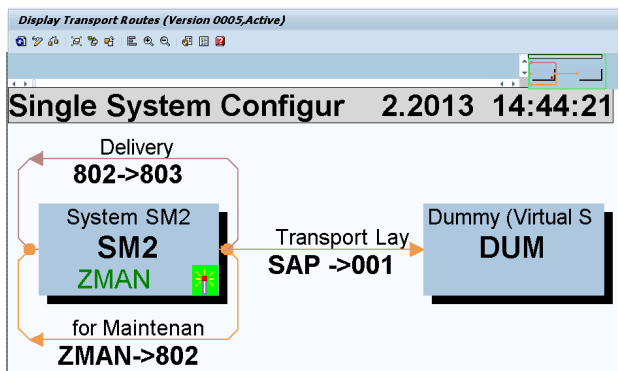 Display Transport Routes (Version 0005,Active)
Single System Configur 2.2013 14:44:21
Delivery
802->803
System SM2
SM2
ZMAN
Transport Lay
SAP ->001
Dummy (Virtual S
DUM
for Maintenan
ZMAN->802